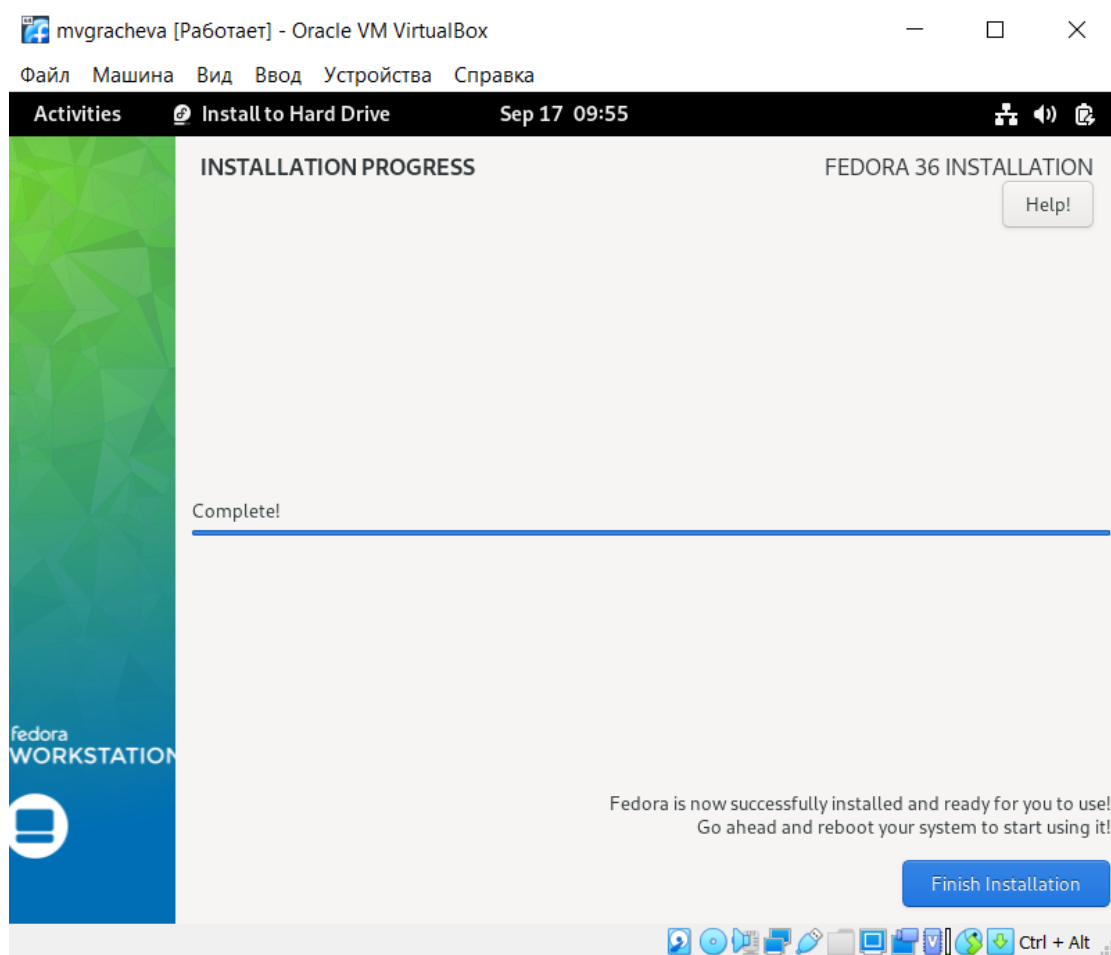 mvgracheva [Работает] - Oracle VM VirtualBox
Файл Машина Вид Ввод Устройства Справка
Activities Install to Hard Drive Sep 17 09:55
INSTALLATION PROGRESS FEDORA 36 INSTALLATION
Help!
Complete!
fedora
WORKSTATION
Fedora is now successfully installed and ready for you to use!
Go ahead and reboot your system to start using it!
Finish Installation
Ctrl + Alt